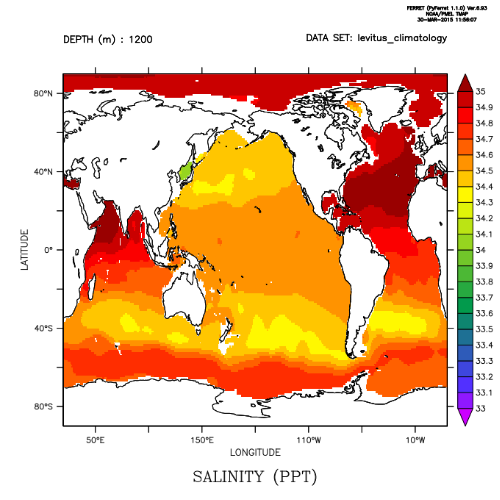 FERRET (PyFerret 1.1.0) Ver.6.93
NOAA/PMEL TMAP
30-MAR-2015 11:56:07
DEPTH (m) : 1200
DATA SET: levitus_climatology
80°N
40°N
0°
40°S
80°S
LATITUDE
50°E
150°E
110°W
10°W
LONGITUDE
35
34.9
34.8
34.7
34.6
34.5
34.4
34.3
34.2
34.1
34
33.9
33.8
33.7
33.6
33.5
33.4
33.3
33.2
33.1
33
SALINITY (PPT)